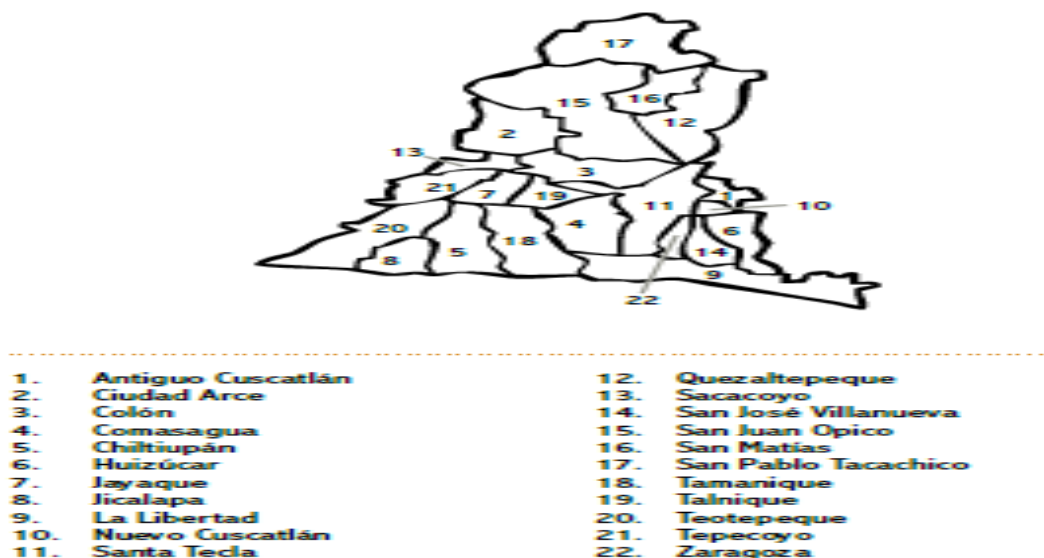 17
15
16
12
2
13
3
21
7
19
1
11
10
20
4
6
18
5
14
8
9
22
1. Antiguo Cuscatlán
2. Ciudad Arce
3. Colón
4. Comasagua
5. Chiltiupán
6. Huizúcar
7. Jayaque
8. Jicalapa
9. La Libertad
10. Nuevo Cuscatlán
11. Santa Tecla
12. Quezaltepeque
13. Sacacoyo
14. San José Villanueva
15. San Juan Opico
16. San Matías
17. San Pablo Tacachico
18. Tamanique
19. Talnique
20. Teotepeque
21. Tepecoyo
22. Zaragoza